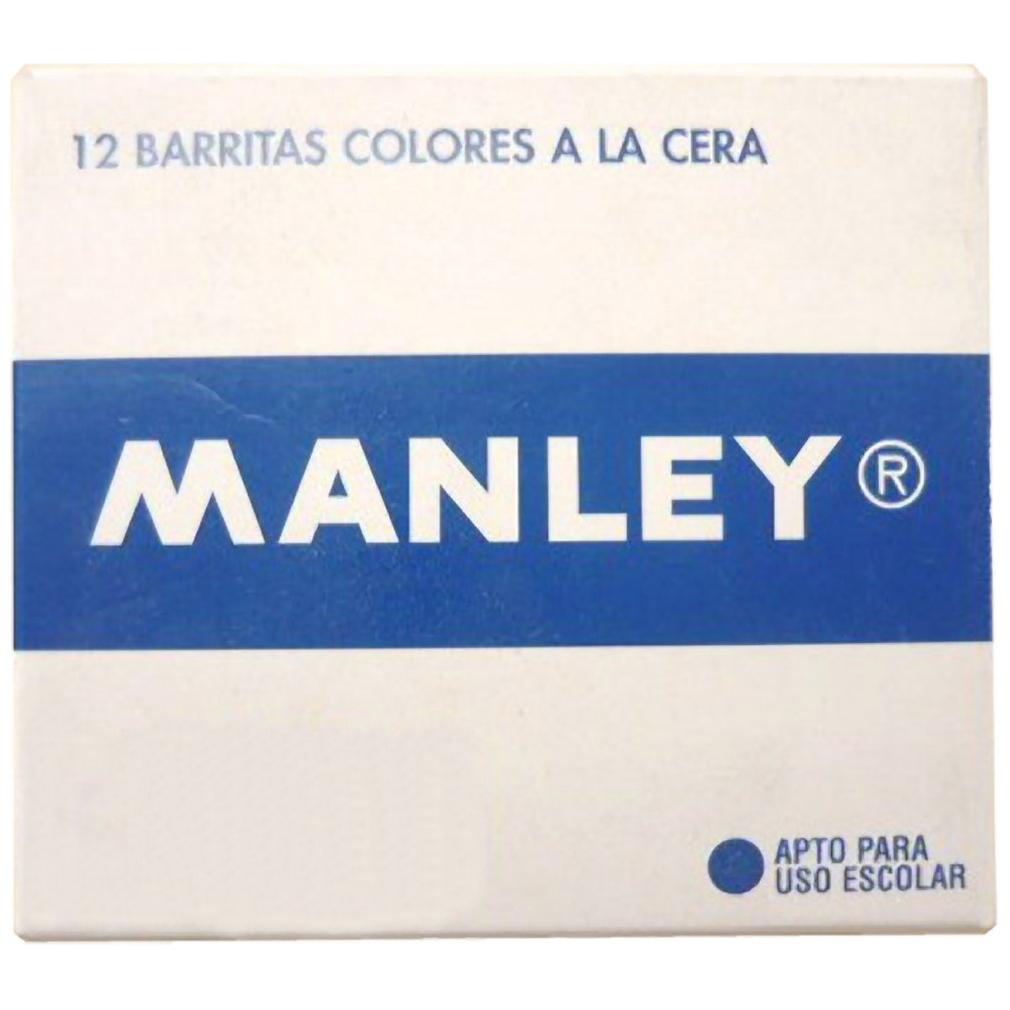 12 BARRITAS COLORES A LA CERA
MANLEY®
APTO PARA
USO ESCOLAR